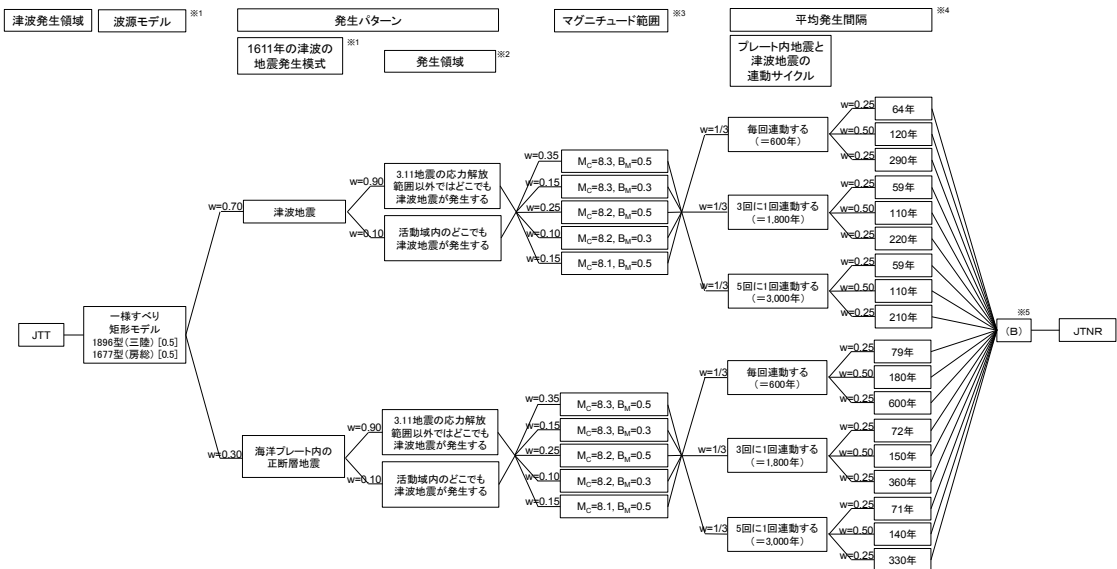 津波発生領域
波源モデル
※1
発生パターン
マグニチュード範囲
※3
平均発生間隔
※4
1611年の津波の
地震発生模式
※1
発生領域
※2
プレート内地震と
津波地震の
連動サイクル
JTT
一様すべり
矩形モデル
1896型(三陸) [0.5]
1677型(房総) [0.5]
w=0.70
津波地震
w=0.90
3.11地震の応力解放
範囲以外ではどこでも
津波地震が発生する
w=0.10
活動域内のどこでも
津波地震が発生する
w=0.35
MC=8.3, BM=0.5
w=0.15
MC=8.3, BM=0.3
w=0.25
MC=8.2, BM=0.5
w=0.10
MC=8.2, BM=0.3
w=0.15
MC=8.1, BM=0.5
w=1/3
毎回連動する
(=600年)
w=0.25
64年
w=0.50
120年
w=0.25
290年
w=1/3
3回に1回連動する
(=1,800年)
w=0.25
59年
w=0.50
110年
w=0.25
220年
w=1/3
5回に1回連動する
(=3,000年)
w=0.25
59年
w=0.50
110年
w=0.25
210年
w=0.30
海洋プレート内の
正断層地震
w=0.90
3.11地震の応力解放
範囲以外ではどこでも
津波地震が発生する
w=0.10
活動域内のどこでも
津波地震が発生する
w=0.35
MC=8.3, BM=0.5
w=0.15
MC=8.3, BM=0.3
w=0.25
MC=8.2, BM=0.5
w=0.10
MC=8.2, BM=0.3
w=0.15
MC=8.1, BM=0.5
w=1/3
毎回連動する
(=600年)
w=0.25
79年
w=0.50
180年
w=0.25
600年
w=1/3
3回に1回連動する
(=1,800年)
w=0.25
72年
w=0.50
150年
w=0.25
360年
w=1/3
5回に1回連動する
(=3,000年)
w=0.25
71年
w=0.50
140年
w=0.25
330年
※5
(B)
JTNR